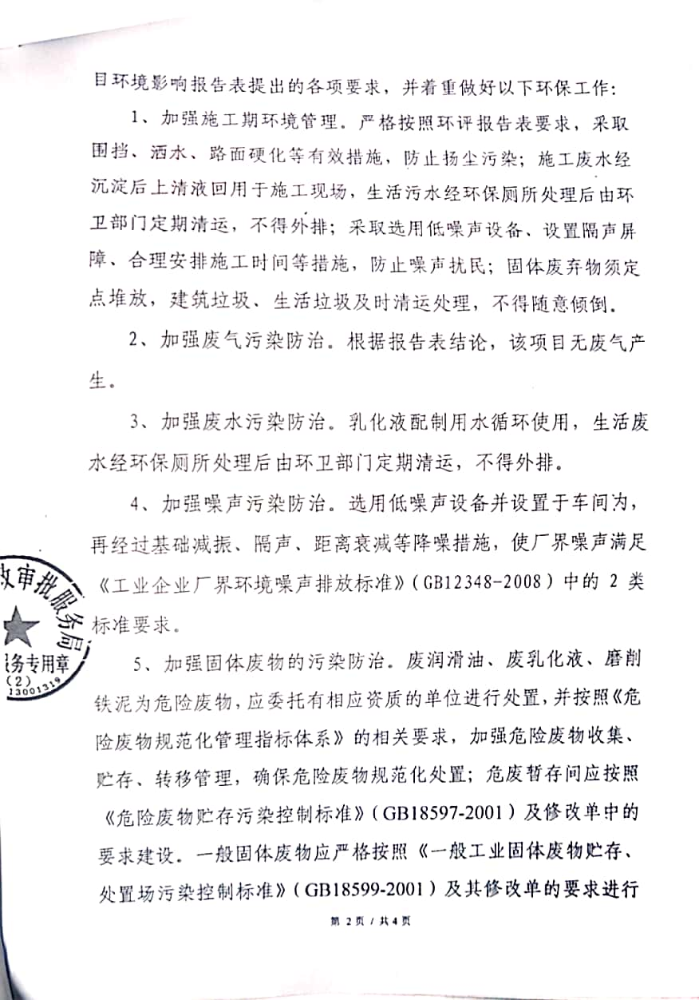 目环境影响报告表提出的各项要求，并着重做好以下环保工作：
1、加强施工期环境管理。严格按照环评报告表要求，采取
围挡、洒水、路面硬化等有效措施，防止扬尘污染；施工废水经
沉淀后上清液回用于施工现场，生活污水经环保厕所处理后由环
卫部门定期清运，不得外排；采取选用低噪声设备、设置隔声屏
障、合理安排施工时间等措施，防止噪声扰民；固体废弃物须定
点堆放，建筑垃圾、生活垃圾及时清运处理，不得随意倾倒。
2、加强废气污染防治。根据报告表结论，该项目无废气产
生。
3、加强废水污染防治。乳化液配制用水循环使用，生活废
水经环保厕所处理后由环卫部门定期清运，不得外排。
4、加强噪声污染防治。选用低噪声设备并设置于车间内，
再经过基础减振、隔声、距离衰减等降噪措施，使厂界噪声满足
《工业企业厂界环境噪声排放标准》（GB12348-2008）中的 2 类
标准要求。
5、加强固体废物的污染防治。废润滑油、废乳化液、磨削
铁泥为危险废物，应委托有相应资质的单位进行处置，并按照《危
险废物规范化管理指标体系》的相关要求，加强危险废物收集、
贮存、转移管理，确保危险废物规范化处置；危废暂存间应按照
《危险废物贮存污染控制标准》（GB18597-2001）及修改单中的
要求建设。一般固体废物应严格按照《一般工业固体废物贮存、
处置场污染控制标准》（GB18599-2001）及其修改单的要求进行
第 2页 / 共4页
审批服务局
务专用章
（2）
13001319